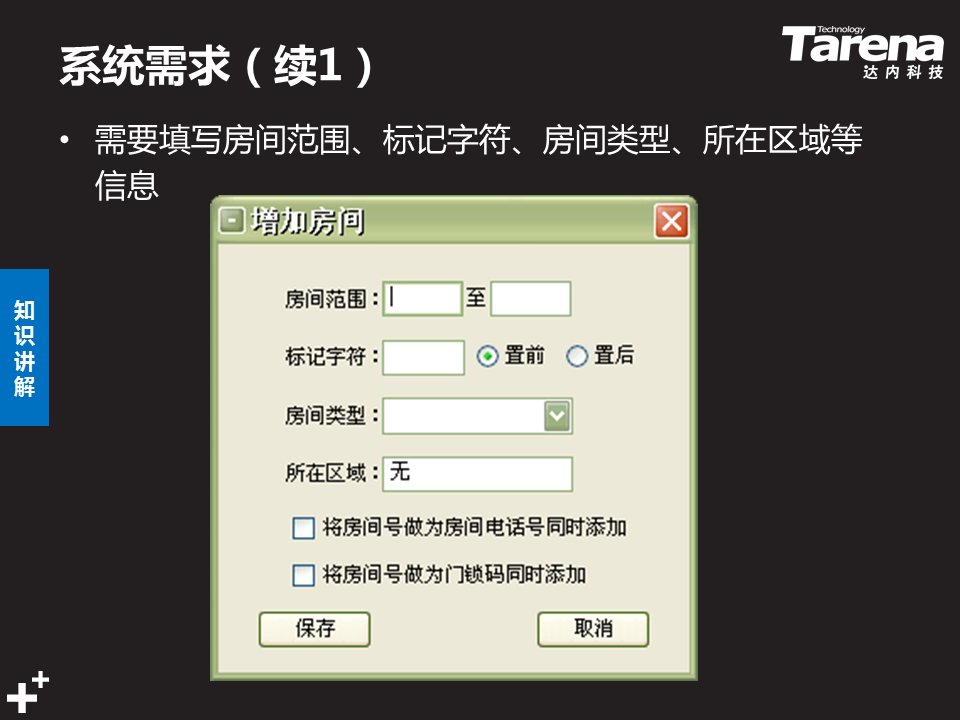 系统需求（续1）
Technology
Tarena
达内科技
• 需要填写房间范围、标记字符、房间类型、所在区域等
信息
知识讲解
增加房间
房间范围： 至
标记字符： 置前 置后
房间类型：
所在区域： 无
将房间号做为房间电话号同时添加
将房间号做为门锁码同时添加
保存 取消